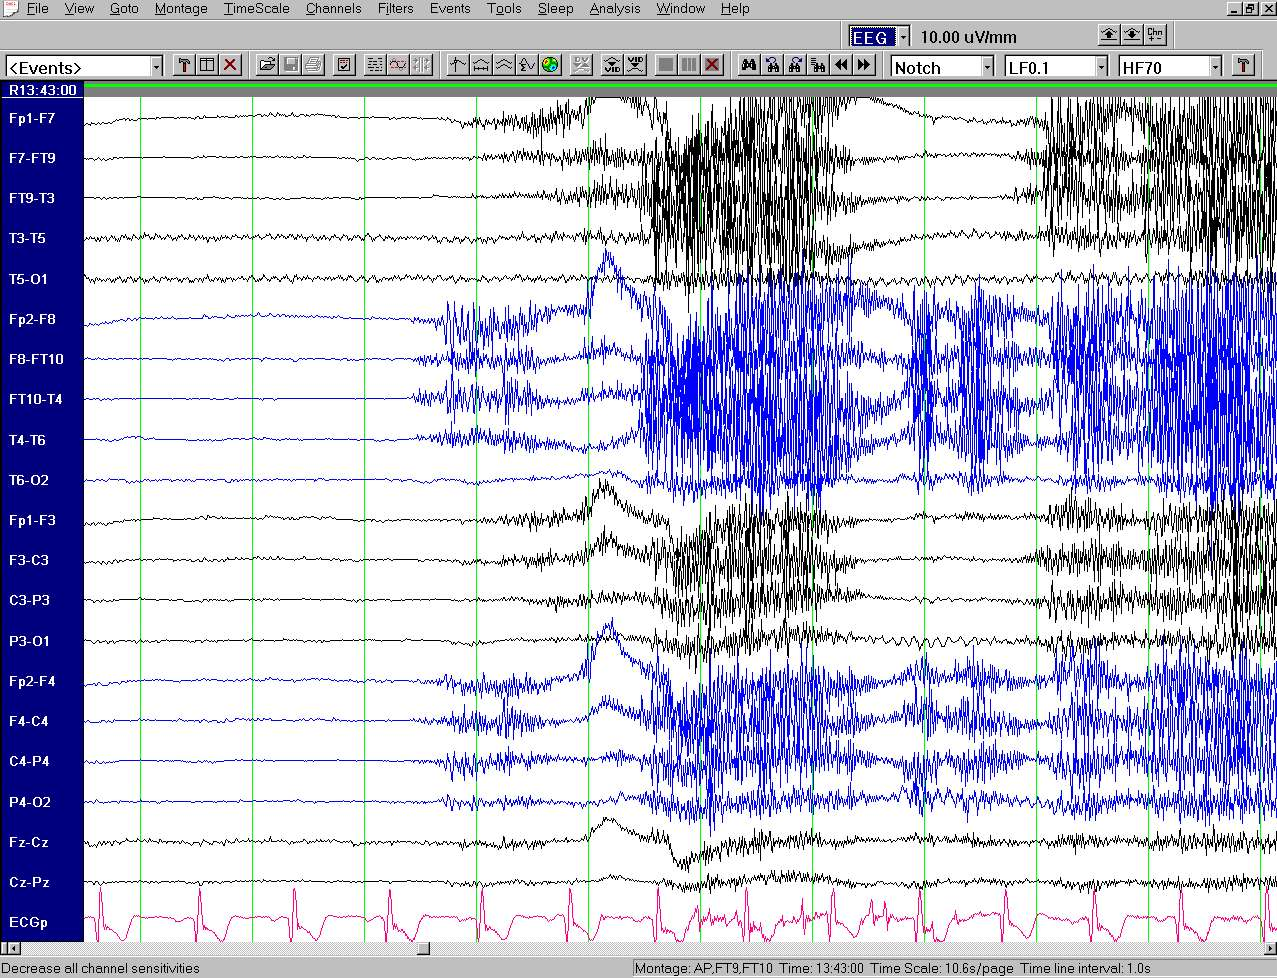 File View Goto Montage TimeScale Channels Filters Events Tools Sleep Analysis Window Help
EEG 10.00 uV/mm Chn
<Events> VID VID Notch LF0.1 HF70
R13:43:00
Fp1-F7
F7-FT9
FT9-T3
T3-T5
T5-O1
Fp2-F8
F8-FT10
FT10-T4
T4-T6
T6-O2
Fp1-F3
F3-C3
C3-P3
P3-O1
Fp2-F4
F4-C4
C4-P4
P4-O2
Fz-Cz
Cz-Pz
ECGp
Decrease all channel sensitivities Montage: AP,FT9,FT10 Time: 13:43:00 Time Scale: 10.6s/page Time line interval: 1.0s